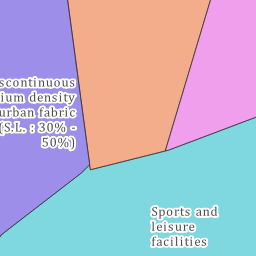 scontinuous
ium density
urban fabric
(S.L. : 30% -
50%)
Sports and
leisure
facilities